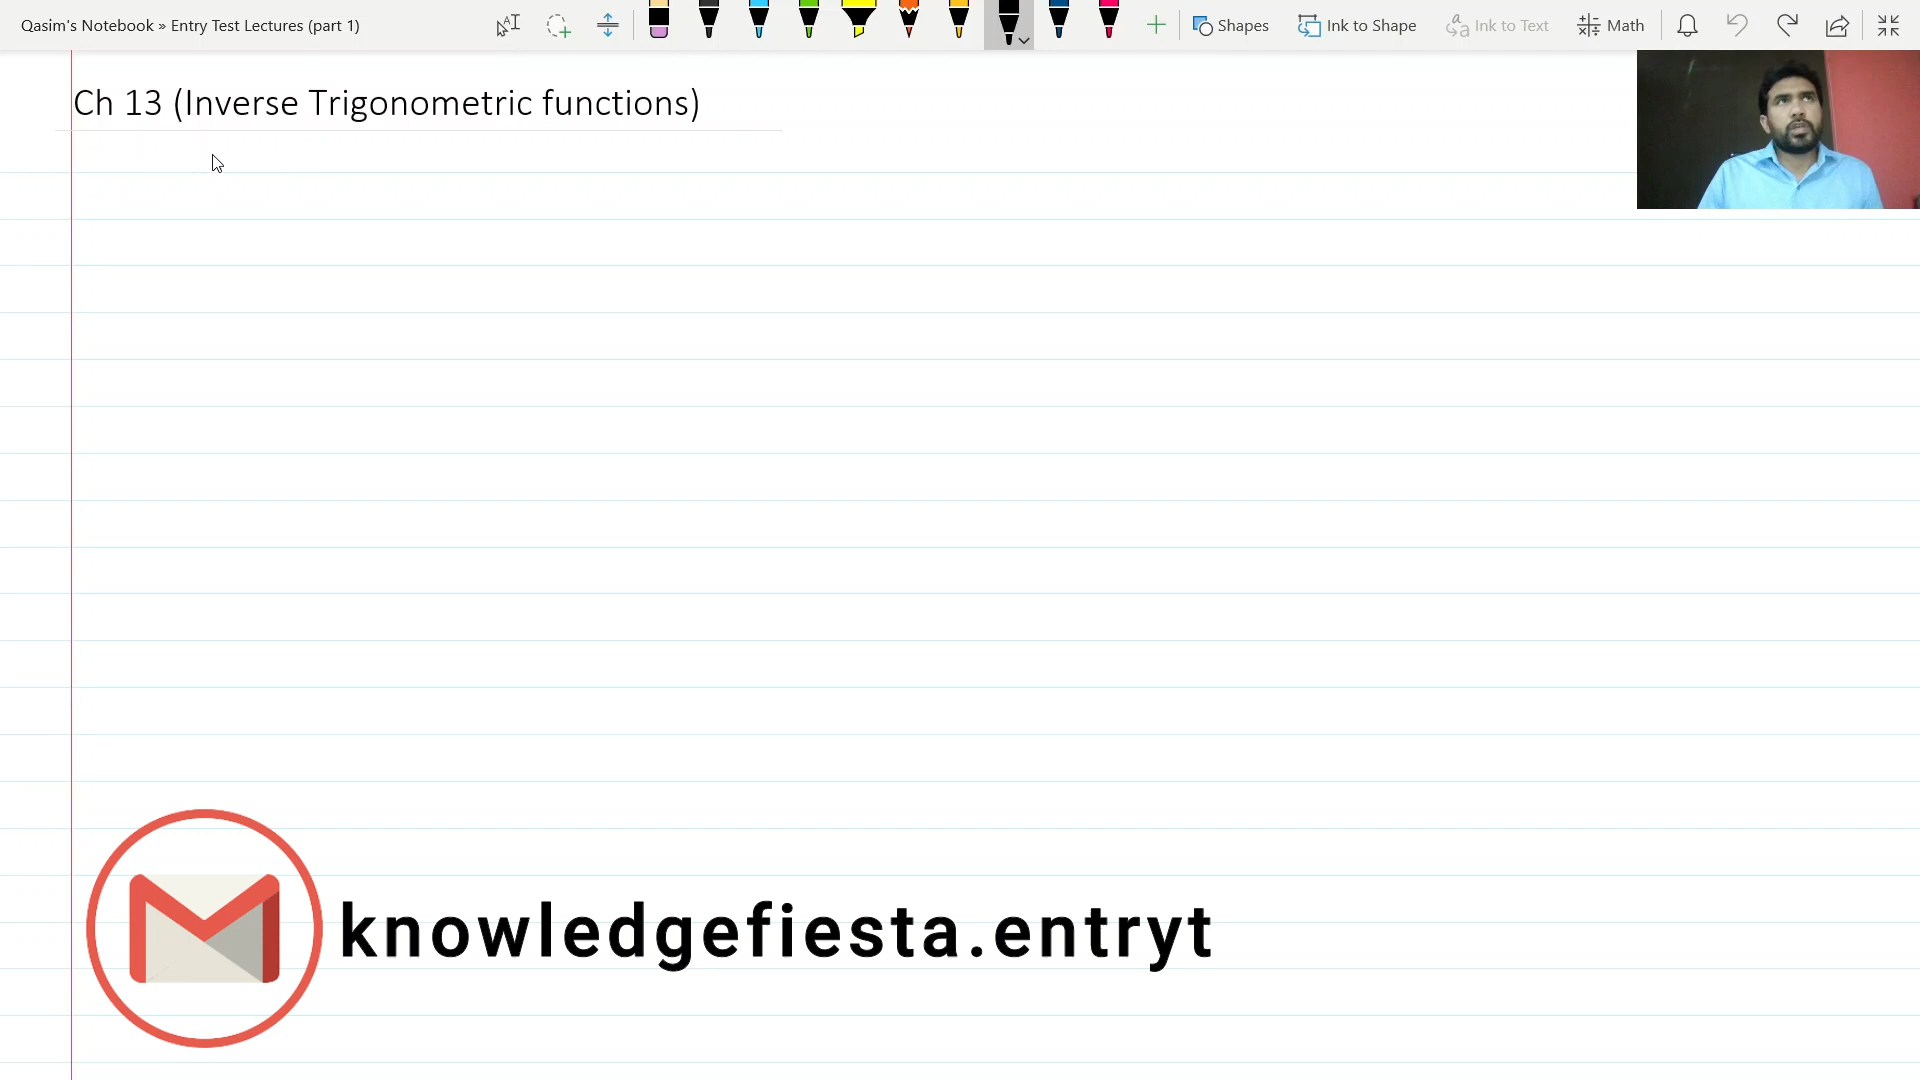 Qasim's Notebook » Entry Test Lectures (part 1)
Shapes
Ink to Shape
Ink to Text
Math
Ch 13 (Inverse Trigonometric functions)
knowledgefiesta.entryt